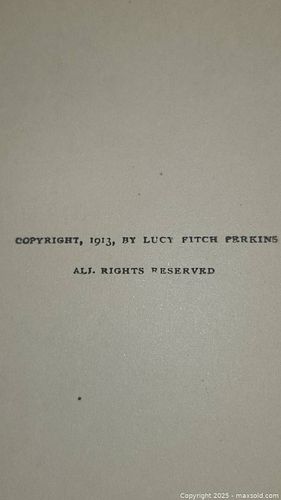 COPYRIGHT, 1913, BY LUCY FITCH PERKINS
ALL RIGHTS RESERVED
Copyright 2025 - maxsold.com